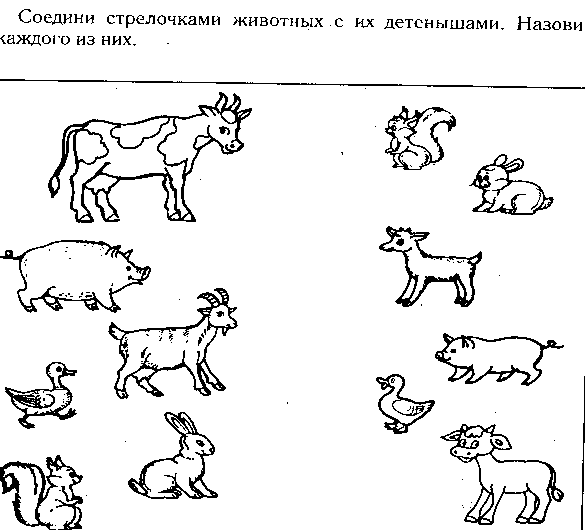 Соедини стрелочками животных с их детенышами. Назови
каждого из них.